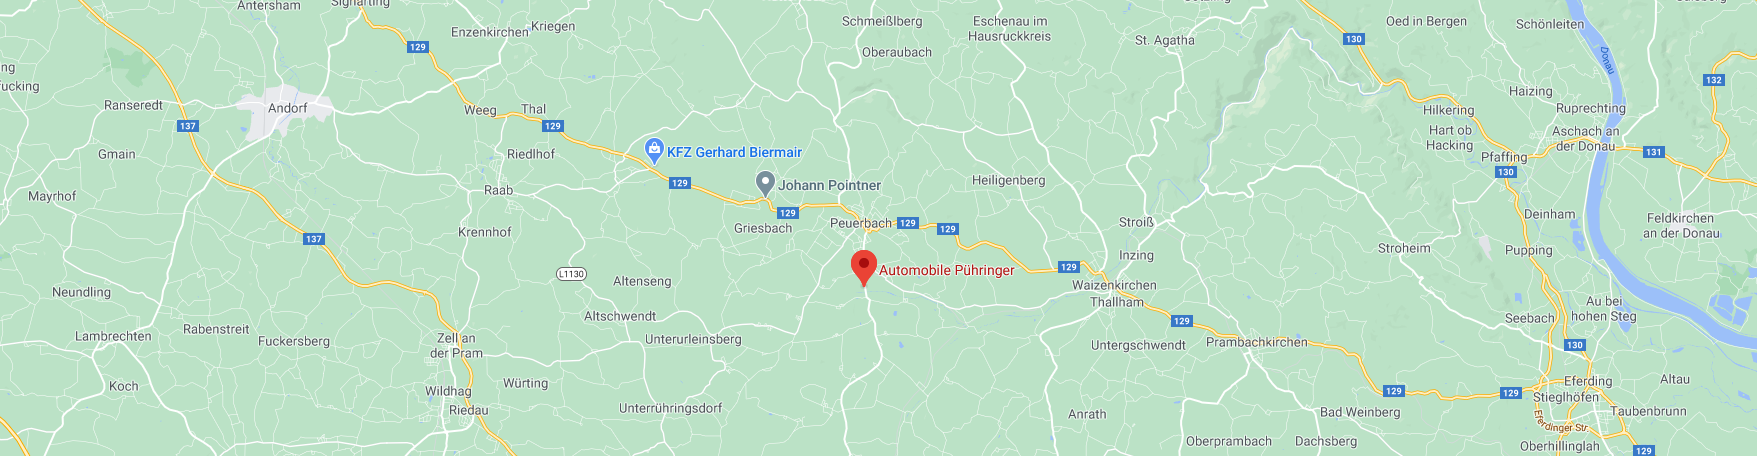 Antersham
Sigharting
Enzenkirchen
Kriegen
Schmeißlberg
Eschenau im
Hausruckkreis
Oed in Bergen
Schönleiten
129
Oberaubach
St. Agatha
130
Donau
132
ucking
Ranseredt
Andorf
Weeg
Thal
Hilkering
Haizing
Ruprechting
137
129
Hart ob
Hacking
Aschach an
der Donau
Gmain
Riedlhof
KFZ Gerhard Biermair
Pfaffing
131
129
Johann Pointner
Heiligenberg
130
Mayrhof
Raab
129
Peuerbach
129
129
Stroiß
Deinham
Feldkirchen
an der Donau
Krennhof
Griesbach
137
Stroheim
Pupping
L1130
Altenseng
Automobile Pühringer
129
Inzing
Neundling
Waizenkirchen
Thallham
Au bei
hohen Steg
Altschwendt
129
Seebach
Lambrechten
Rabenstreit
Fuckersberg
Zell an
der Pram
Unterurleinsberg
Untergschwendt
Prambachkirchen
130
Koch
Wildhag
Würting
129
129
Eferding
Altau
Stieglhöfen
Riedau
Unterrühringsdorf
Anrath
Bad Weinberg
Taubenbrunn
Eferdinger Str.
Oberprambach
Dachsberg
Oberhillinglah
129